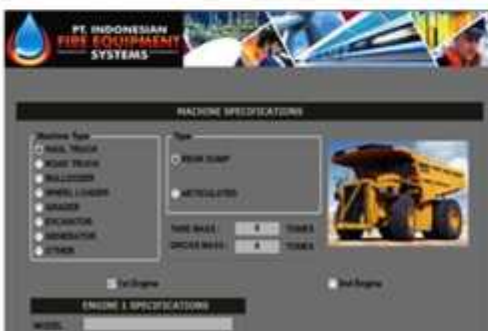 PT. INDONESIAN
FIRE EQUIPMENT
SYSTEMS
MACHINE SPECIFICATIONS
Machine Type
HAUL TRUCK
ROAD TRUCK
BULLDOZER
WHEEL LOADER
GRADER
EXCAVATOR
GENERATOR
OTHER
Type
REAR DUMP
ARTICULATED
TARE MASS: TONES
GROSS MASS: TONES
1st Engine
2nd Engine
ENGINE 1 SPECIFICATIONS
MODEL